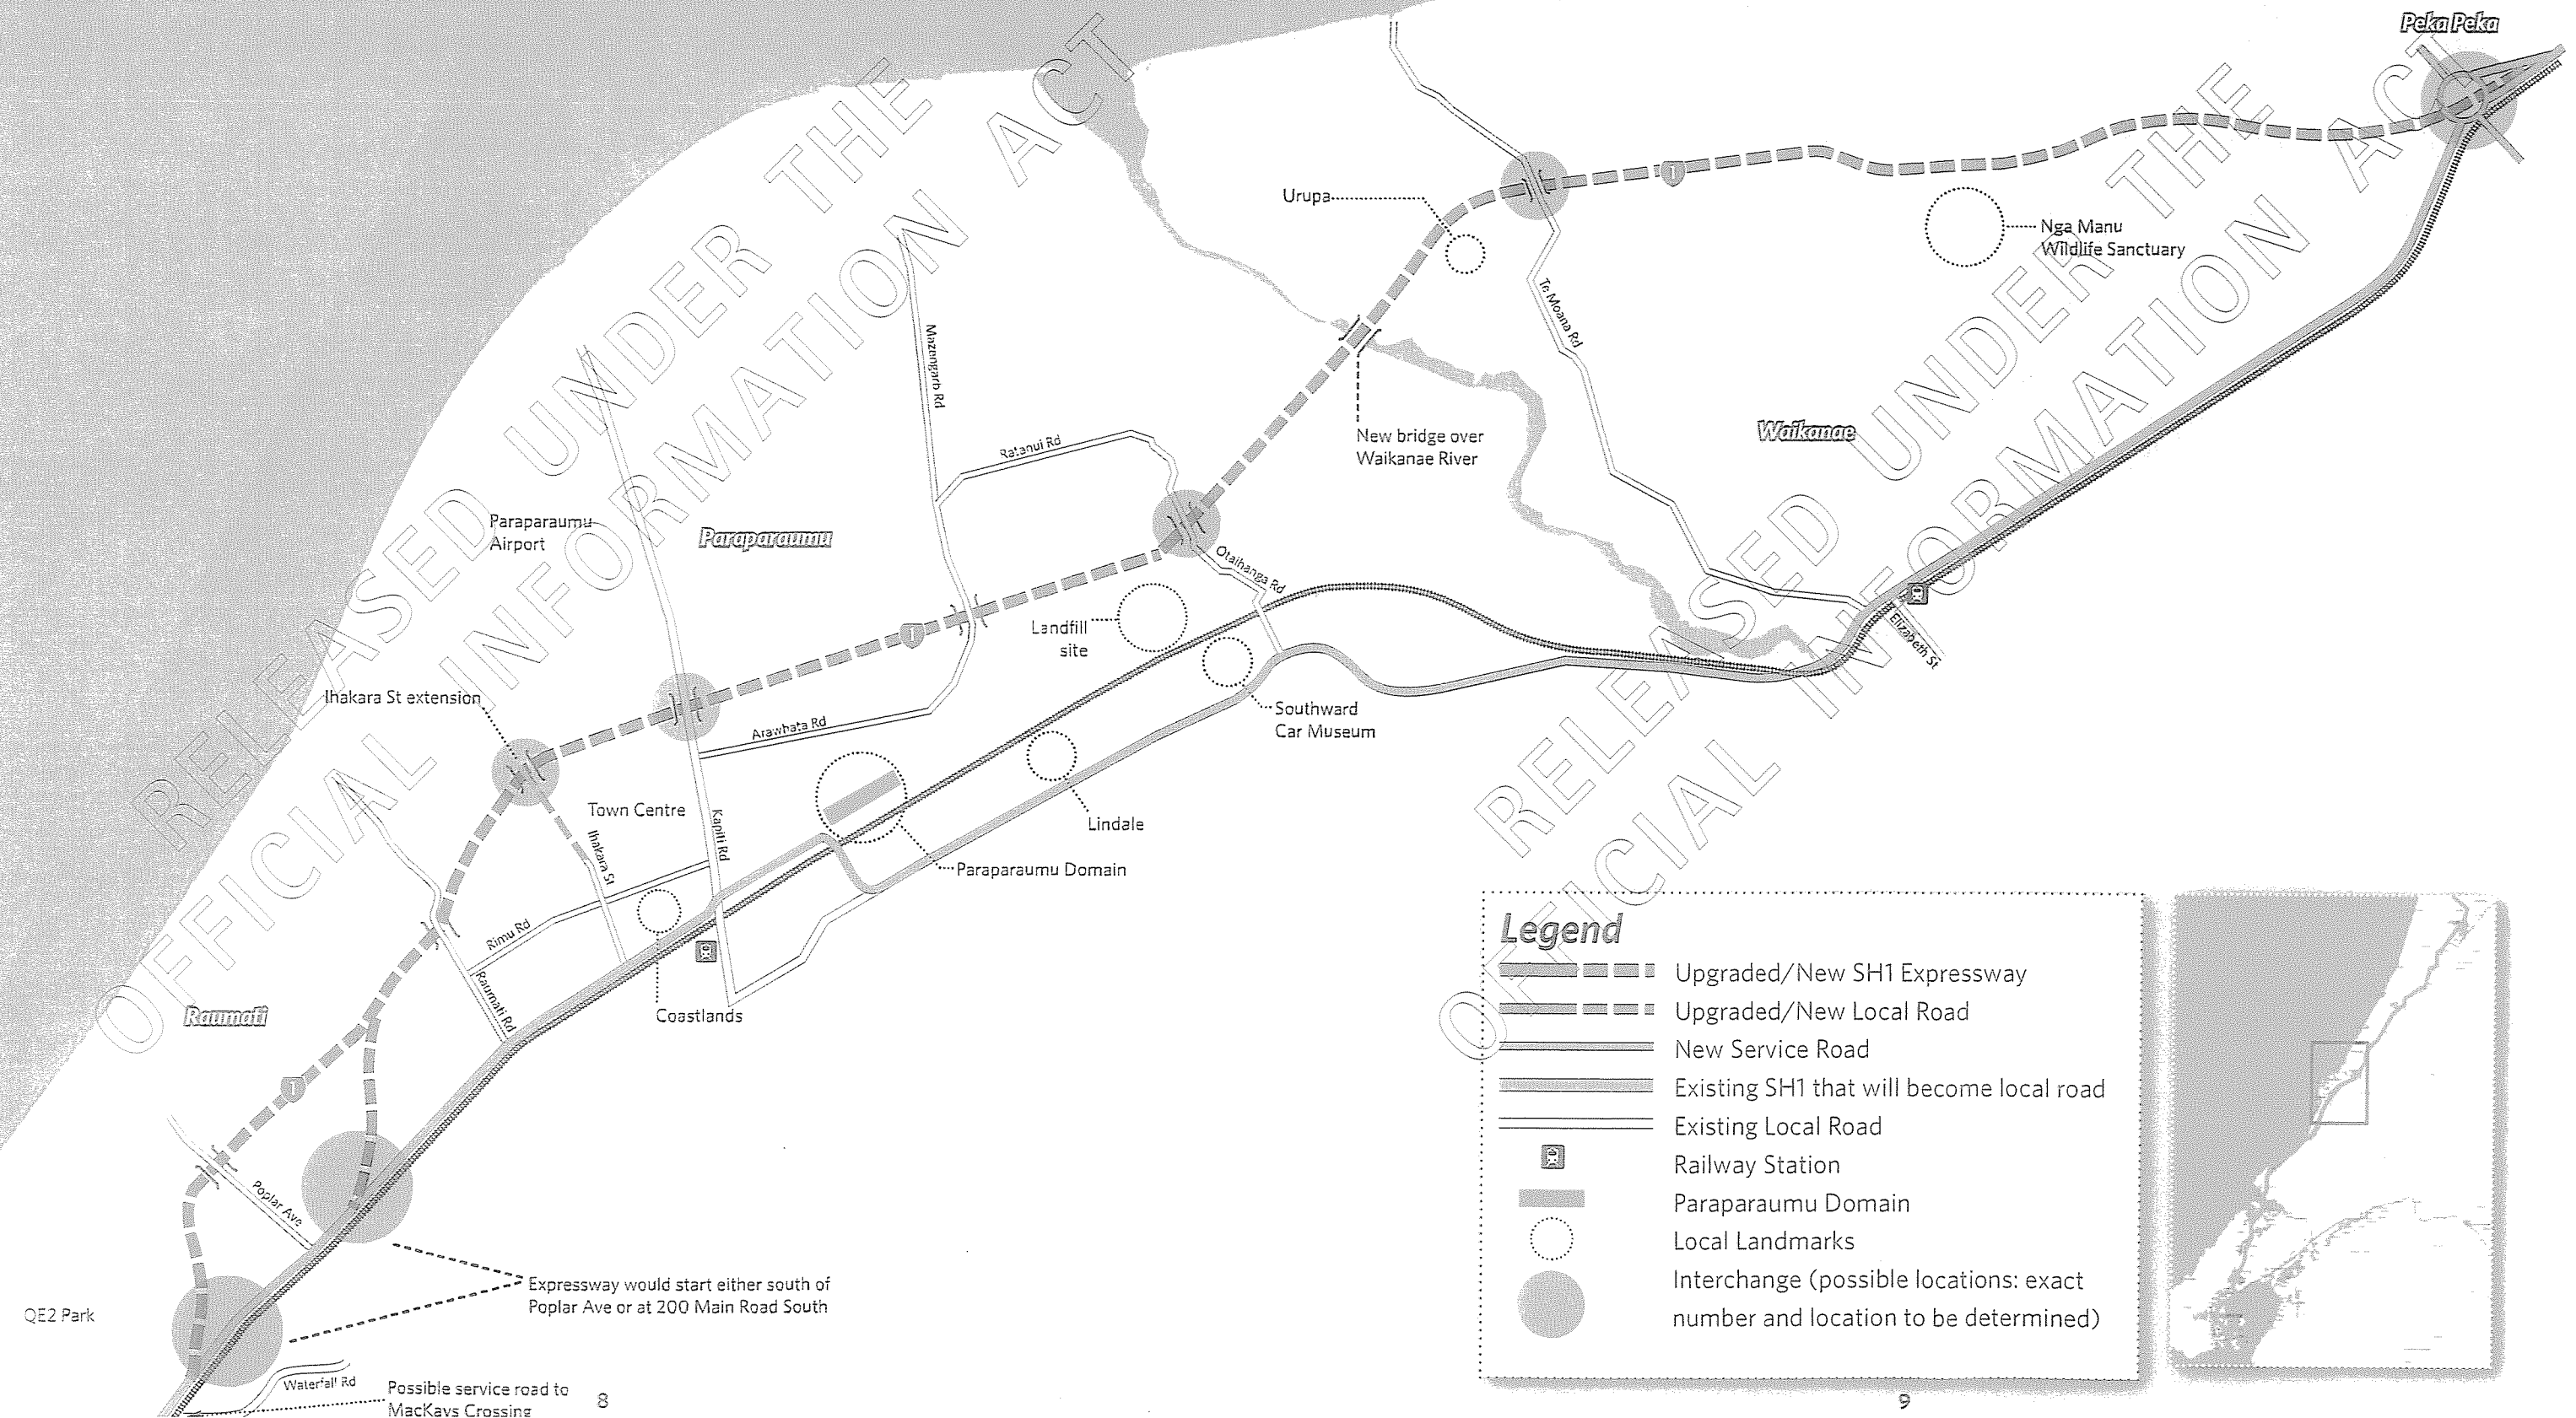 Peka Peka
RELEASED UNDER THE
OFFICIAL INFORMATION ACT
RELEASED UNDER THE
OFFICIAL INFORMATION ACT
Urupa
1
Nga Manu
Wildlife Sanctuary
Te Moana Rd
Mazengarb Rd
Ratanui Rd
New bridge over
Waikanae River
Waikanae
Paraparaumu
Airport
Paraparaumu
Otaihanga Rd
Landfill
site
1
Elizabeth St
Ihakara St extension
Southward
Car Museum
Arawhata Rd
Town Centre
Kapiti Rd
Ihakara St
Lindale
Paraparaumu Domain
Rimu Rd
Raumati Rd
Coastlands
Raumati
1
Poplar Ave
Expressway would start either south of
Poplar Ave or at 200 Main Road South
QE2 Park
Waterfall Rd
Possible service road to
MacKays Crossing
8
Legend
Upgraded/New SH1 Expressway
Upgraded/New Local Road
New Service Road
Existing SH1 that will become local road
Existing Local Road
Railway Station
Paraparaumu Domain
Local Landmarks
Interchange (possible locations: exact
number and location to be determined)
9